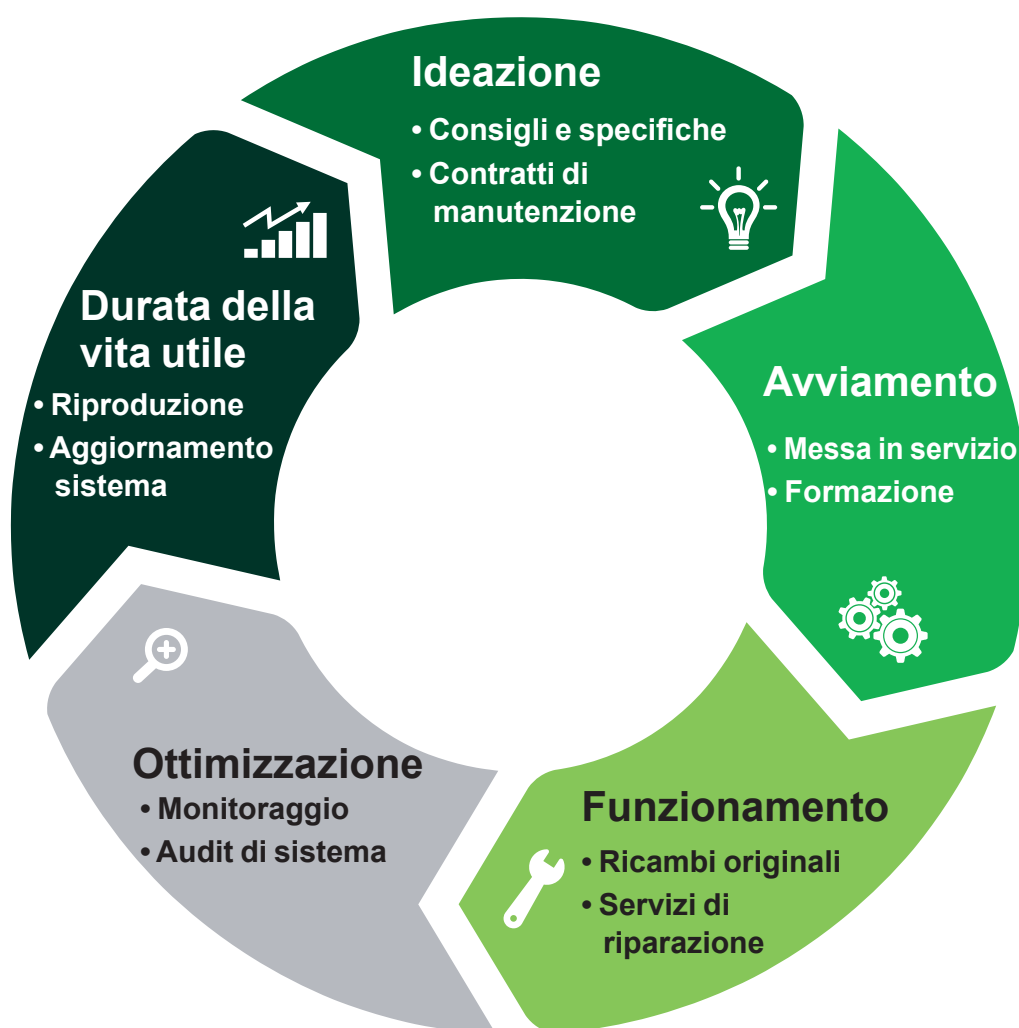 Ideazione
• Consigli e specifiche
• Contratti di
manutenzione
Avviamento
• Messa in servizio
• Formazione
Funzionamento
• Ricambi originali
• Servizi di
riparazione
Ottimizzazione
• Monitoraggio
• Audit di sistema
Durata della
vita utile
• Riproduzione
• Aggiornamento
sistema